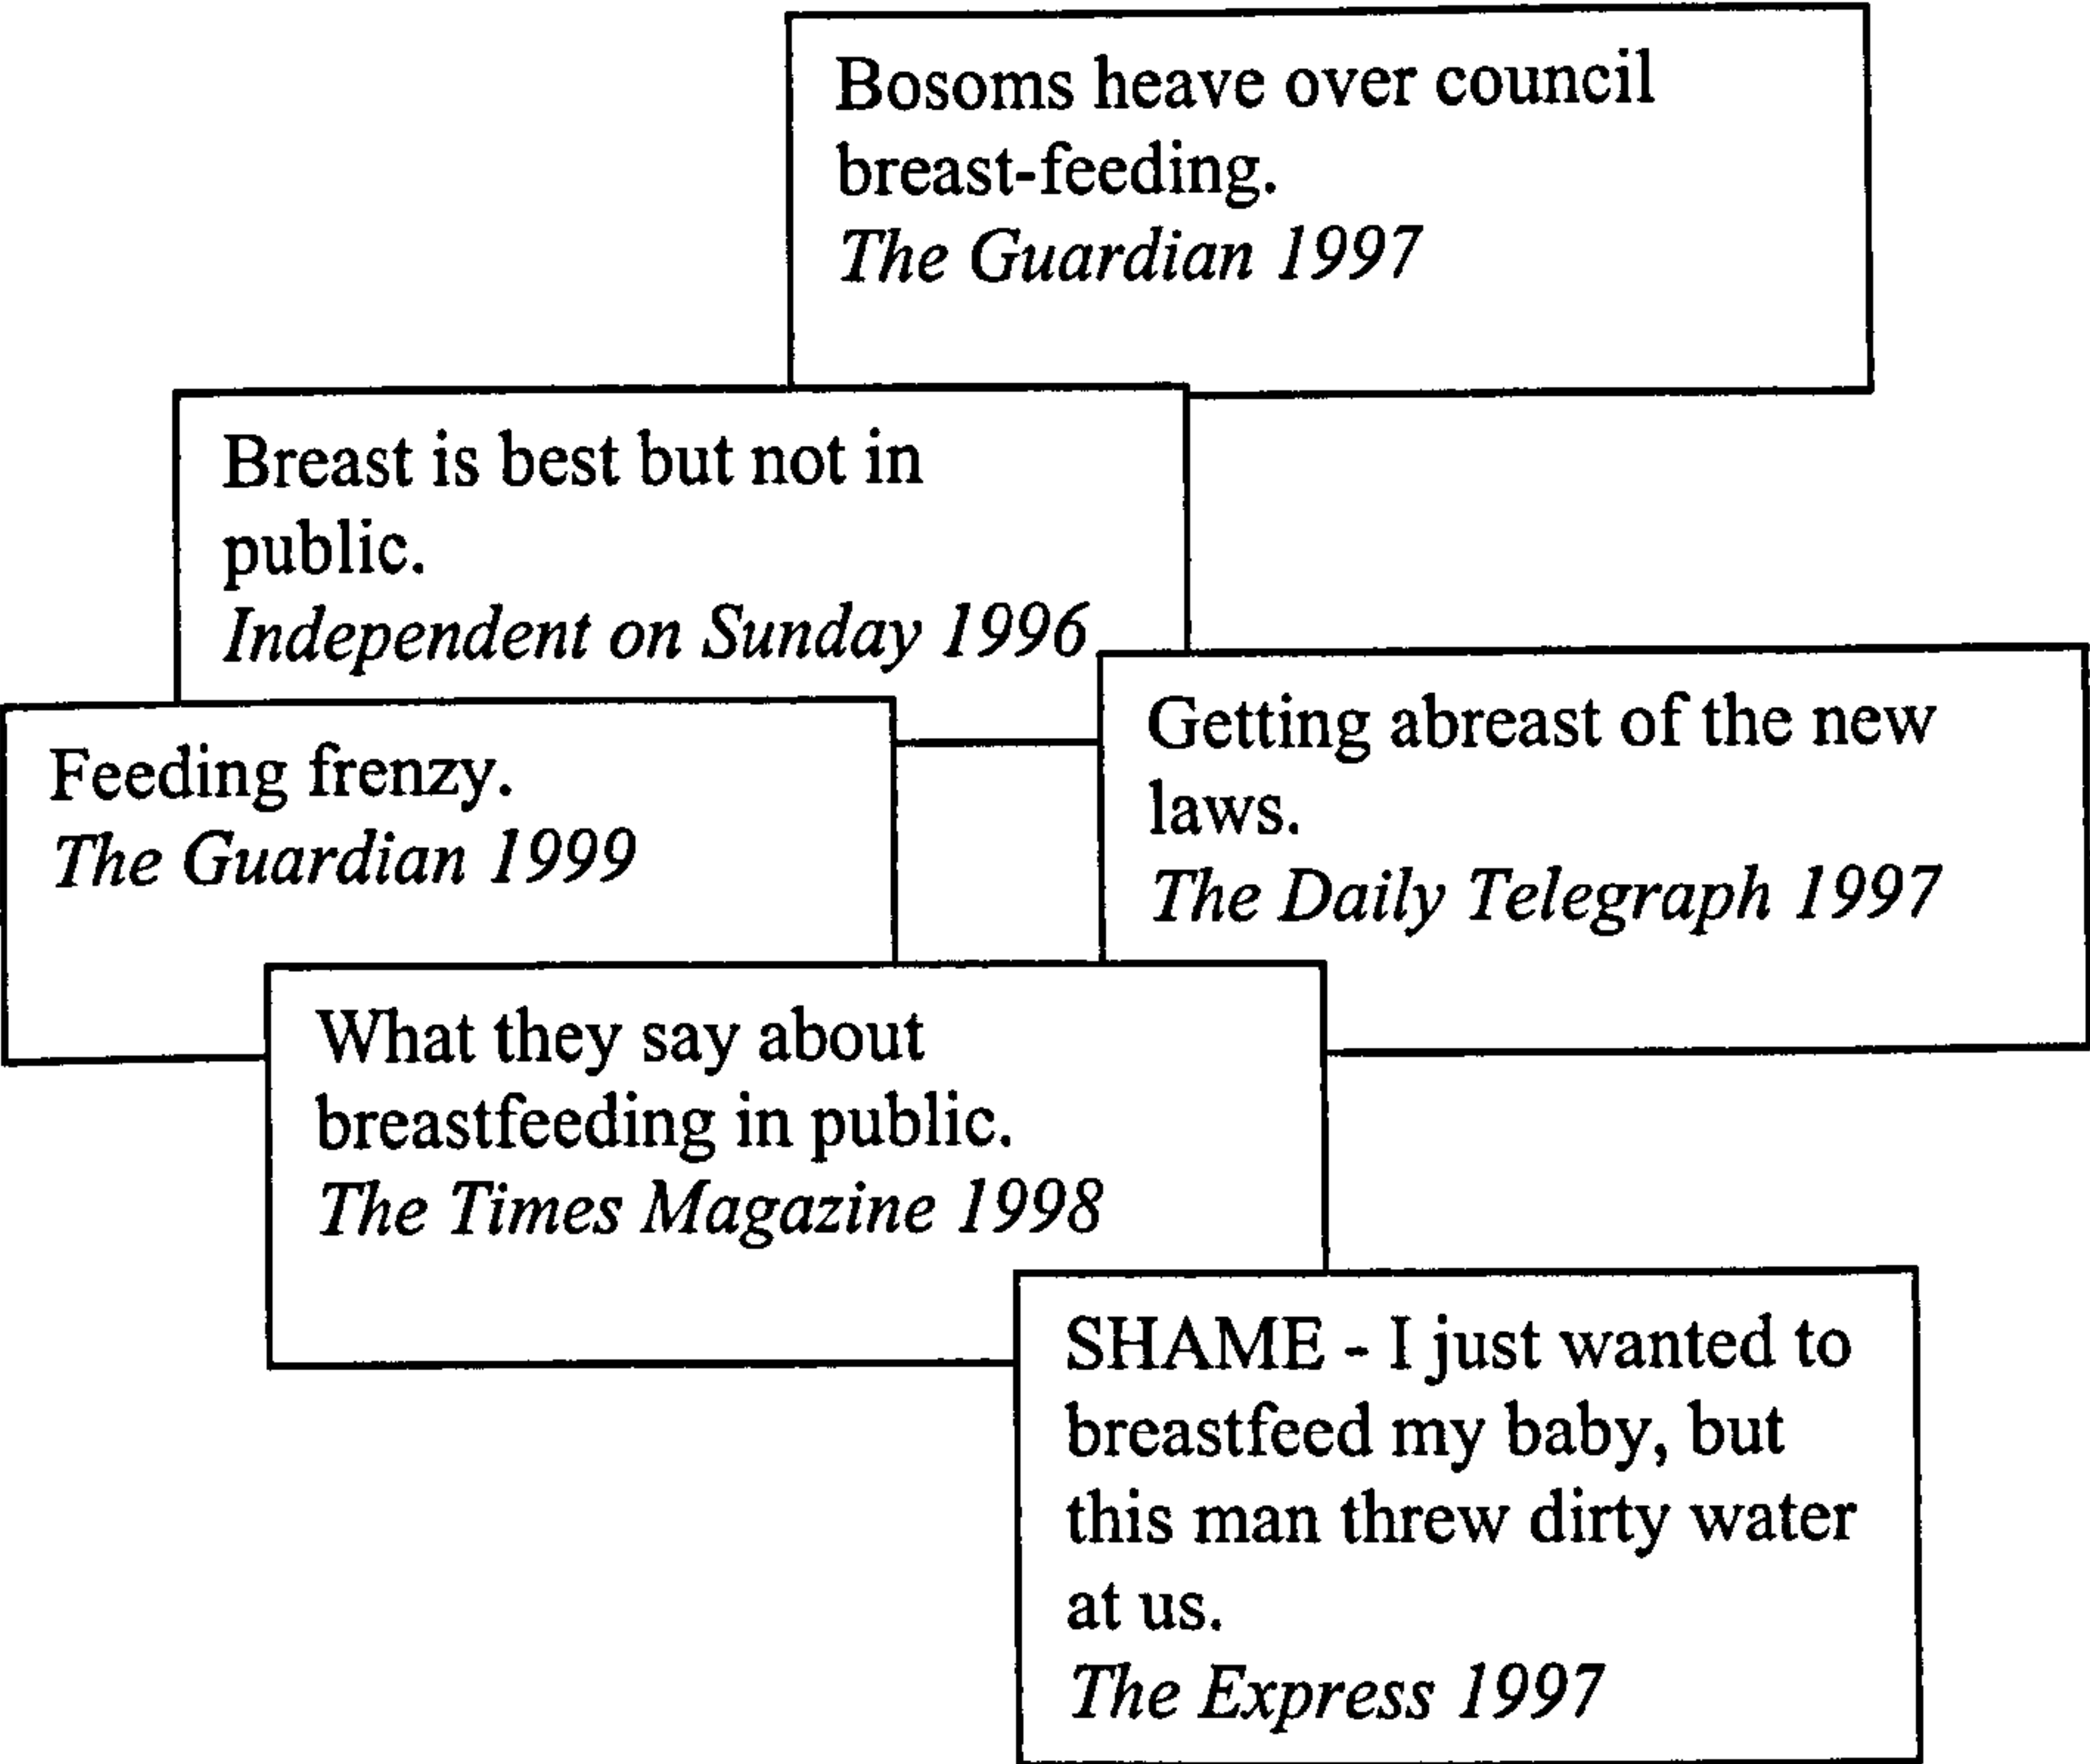 Bosoms heave over council
breast-feeding.
The Guardian 1997
Breast is best but not in
public.
Independent on Sunday 1996
Feeding frenzy.
The Guardian 1999
Getting abreast of the new
laws.
The Daily Telegraph 1997
What they say about
breastfeeding in public.
The Times Magazine 1998
SHAME - I just wanted to
breastfeed my baby, but
this man threw dirty water
at us.
The Express 1997